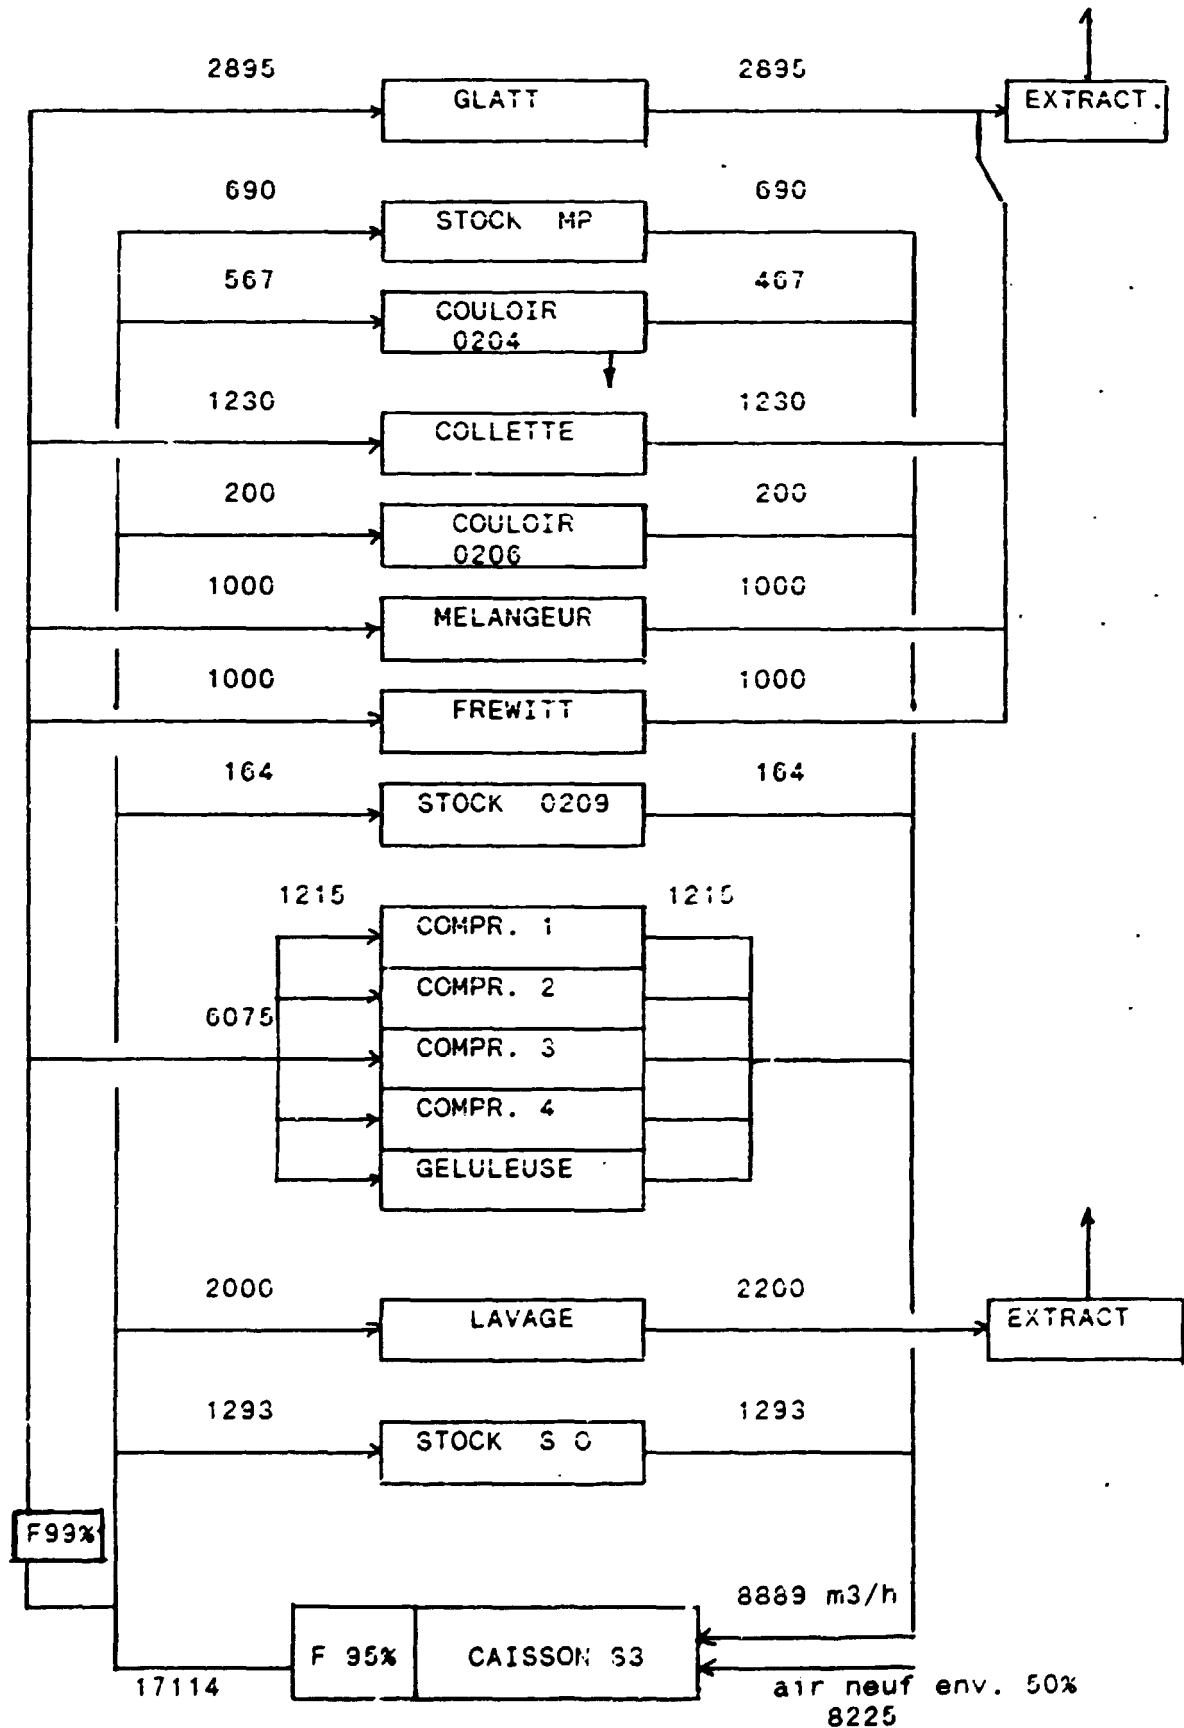 2895 2895
GLATT EXTRACT.
690 690
STOCK MP
567 467
COULOIR
0204
1230 1230
COLLETTE
200 200
COULOIR
0206
1000 1000
MELANGEUR
1000 1000
FREWITT
164 164
STOCK 0209
1215 1215
COMPR. 1
COMPR. 2
6075
COMPR. 3
COMPR. 4
GELULEUSE
2000 2200
LAVAGE EXTRACT
1293 1293
STOCK S O
F99%
8889 m3/h
F 95% CAISSON S3
17114
air neuf env. 50%
8225